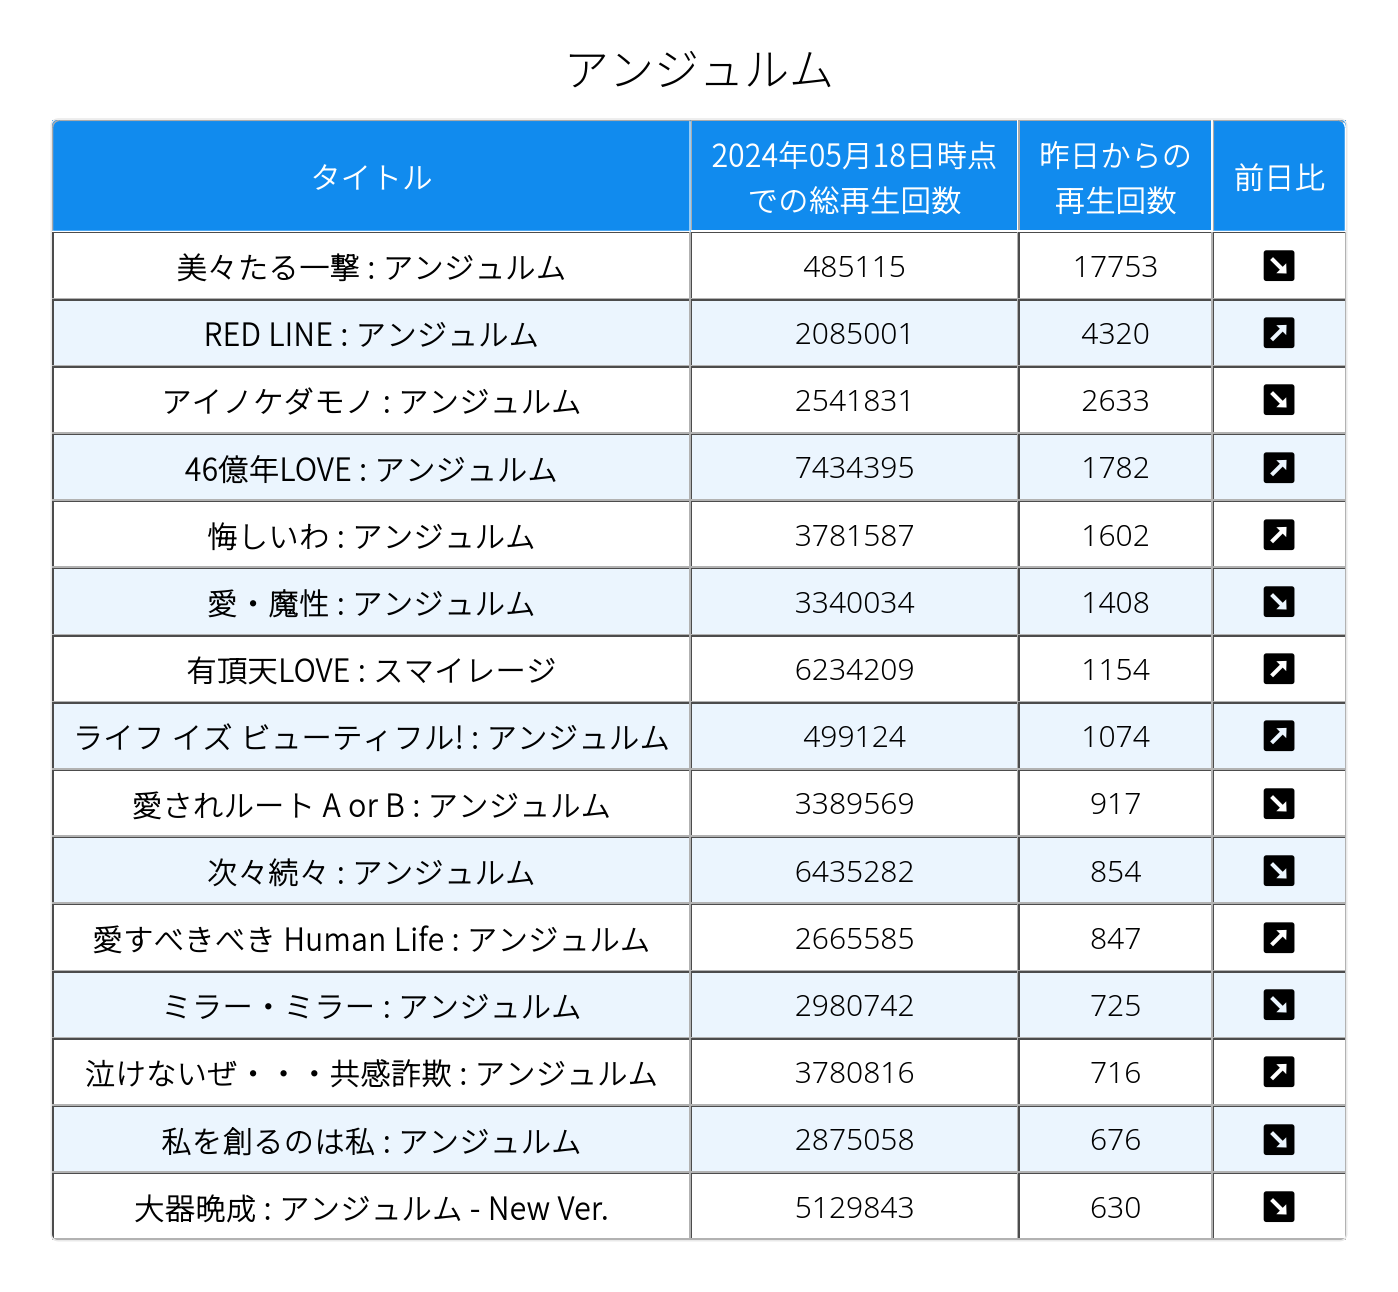 アンジュルム
タイトル 2024年05月18日時点での総再生回数 昨日からの再生回数 前日比
美々たる一撃 : アンジュルム 485115 17753 ↘
RED LINE : アンジュルム 2085001 4320 ↗
アイノケダモノ : アンジュルム 2541831 2633 ↘
46億年LOVE : アンジュルム 7434395 1782 ↗
悔しいわ : アンジュルム 3781587 1602 ↗
愛・魔性 : アンジュルム 3340034 1408 ↘
有頂天LOVE : スマイレージ 6234209 1154 ↗
ライフ イズ ビューティフル! : アンジュルム 499124 1074 ↗
愛されルート A or B : アンジュルム 3389569 917 ↘
次々続々 : アンジュルム 6435282 854 ↘
愛すべきべき Human Life : アンジュルム 2665585 847 ↗
ミラー・ミラー : アンジュルム 2980742 725 ↘
泣けないぜ・・・共感詐欺 : アンジュルム 3780816 716 ↗
私を創るのは私 : アンジュルム 2875058 676 ↘
大器晩成 : アンジュルム - New Ver. 5129843 630 ↘